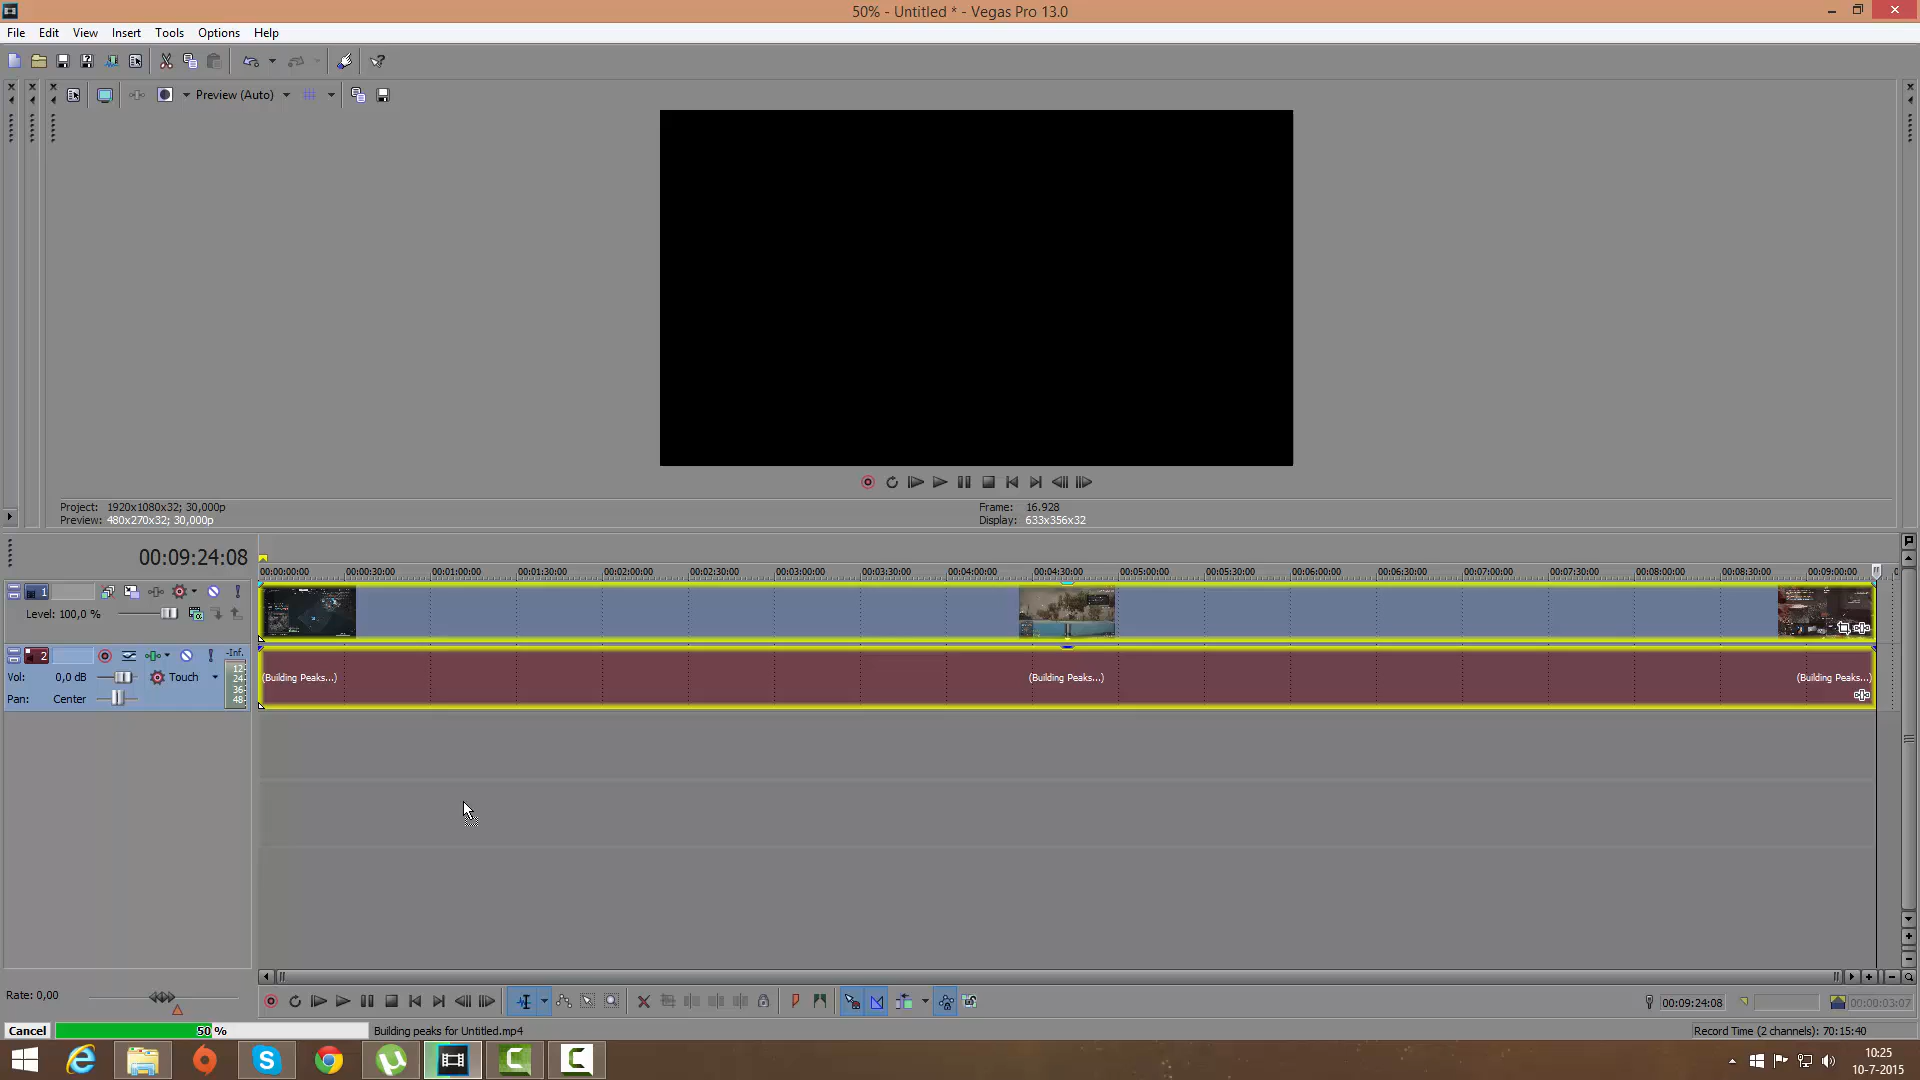 50% - Untitled * - Vegas Pro 13.0
File Edit View Insert Tools Options Help
Preview (Auto)
Project: 1920x1080x32; 30,000p
Preview: 480x270x32; 30,000p
Frame: 16.928
Display: 633x356x32
00:09:24:08
00:00:00:00 00:00:30:00 00:01:00:00 00:01:30:00 00:02:00:00 00:02:30:00 00:03:00:00 00:03:30:00 00:04:00:00 00:04:30:00 00:05:00:00 00:05:30:00 00:06:00:00 00:06:30:00 00:07:00:00 00:07:30:00 00:08:00:00 00:08:30:00 00:09:00:00
1
Level: 100,0 %
2
-Inf.
12
24
36
48
Vol: 0,0 dB
Touch
Pan: Center
(Building Peaks...) (Building Peaks...) (Building Peaks...)
Rate: 0,00
00:09:24:08
00:00:03:07
Cancel
50 %
Building peaks for Untitled.mp4
Record Time (2 channels): 70:15:40
10:25
10-7-2015